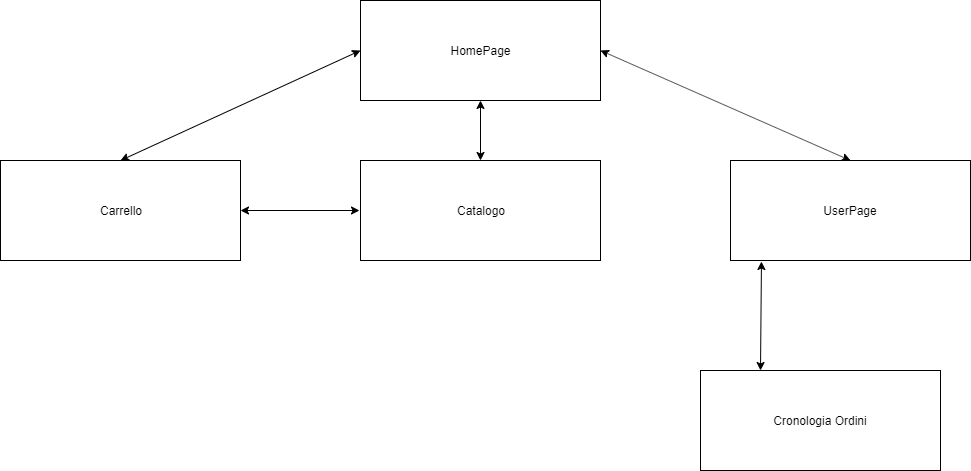 HomePage
Carrello
Catalogo
UserPage
Cronologia Ordini